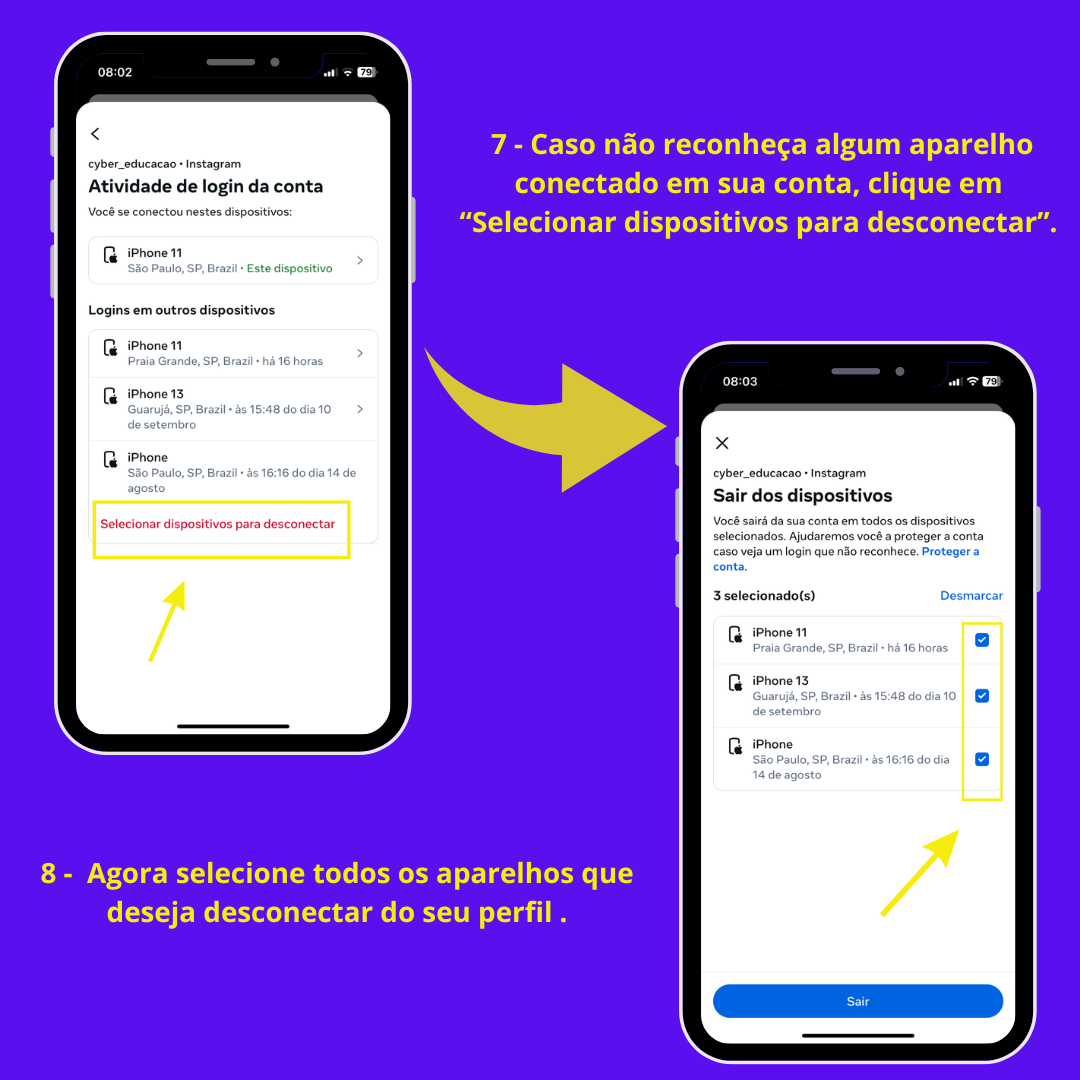 08:02
79
cyber_educacao • Instagram
Atividade de login da conta
Você se conectou nestes dispositivos:
iPhone 11
São Paulo, SP, Brazil • Este dispositivo
Logins em outros dispositivos
iPhone 11
Praia Grande, SP, Brazil • há 16 horas
iPhone 13
Guarujá, SP, Brazil • às 15:48 do dia 10
de setembro
iPhone
São Paulo, SP, Brazil • às 16:16 do dia 14 de
agosto
Selecionar dispositivos para desconectar
7 - Caso não reconheça algum aparelho
conectado em sua conta, clique em
“Selecionar dispositivos para desconectar”.
08:03
79
cyber_educacao • Instagram
Sair dos dispositivos
Você sairá da sua conta em todos os dispositivos
selecionados. Ajudaremos você a proteger a conta
caso veja um login que não reconhece. Proteger a
conta.
3 selecionado(s) Desmarcar
iPhone 11
Praia Grande, SP, Brazil • há 16 horas
iPhone 13
Guarujá, SP, Brazil • às 15:48 do dia 10
de setembro
iPhone
São Paulo, SP, Brazil • às 16:16 do dia
14 de agosto
Sair
8 - Agora selecione todos os aparelhos que
deseja desconectar do seu perfil .